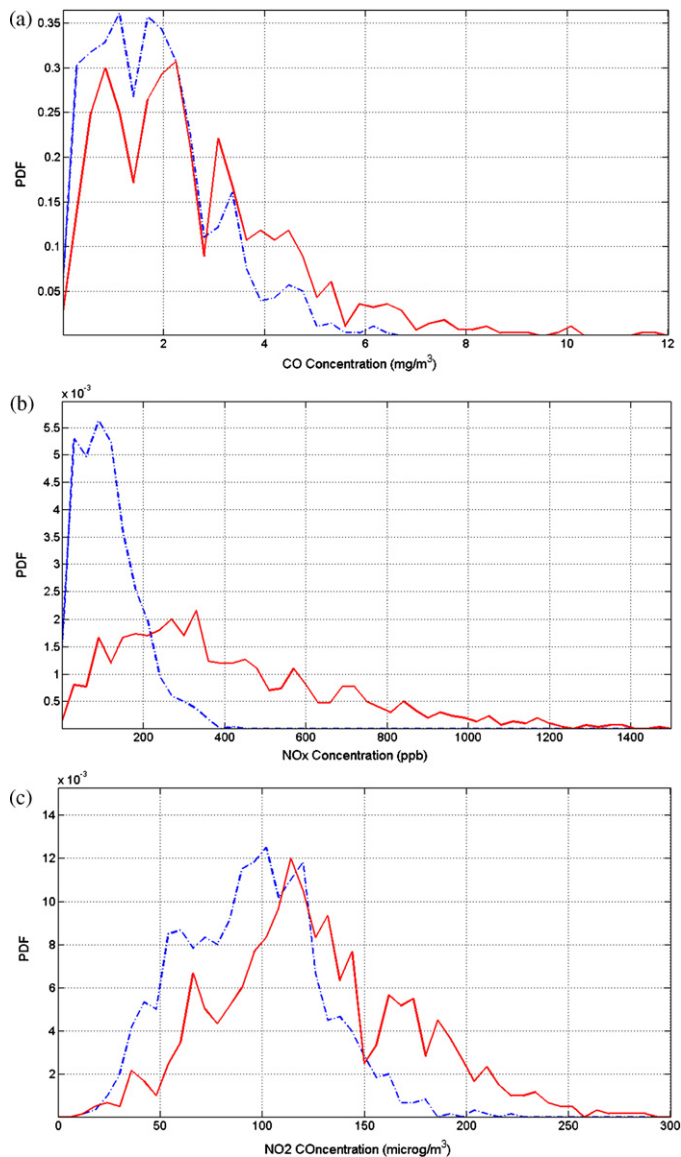 (a)
0.35
0.3
0.25
0.2
0.15
0.1
0.05
PDF
2 4 6 8 10 12
CO Concentration (mg/m³)
(b)
x 10⁻³
5.5
5
4.5
4
3.5
3
2.5
2
1.5
1
0.5
PDF
200 400 600 800 1000 1200 1400
NOx Concentration (ppb)
(c)
x 10⁻³
14
12
10
8
6
4
2
PDF
0 50 100 150 200 250 300
NO2 COncentration (microg/m³)